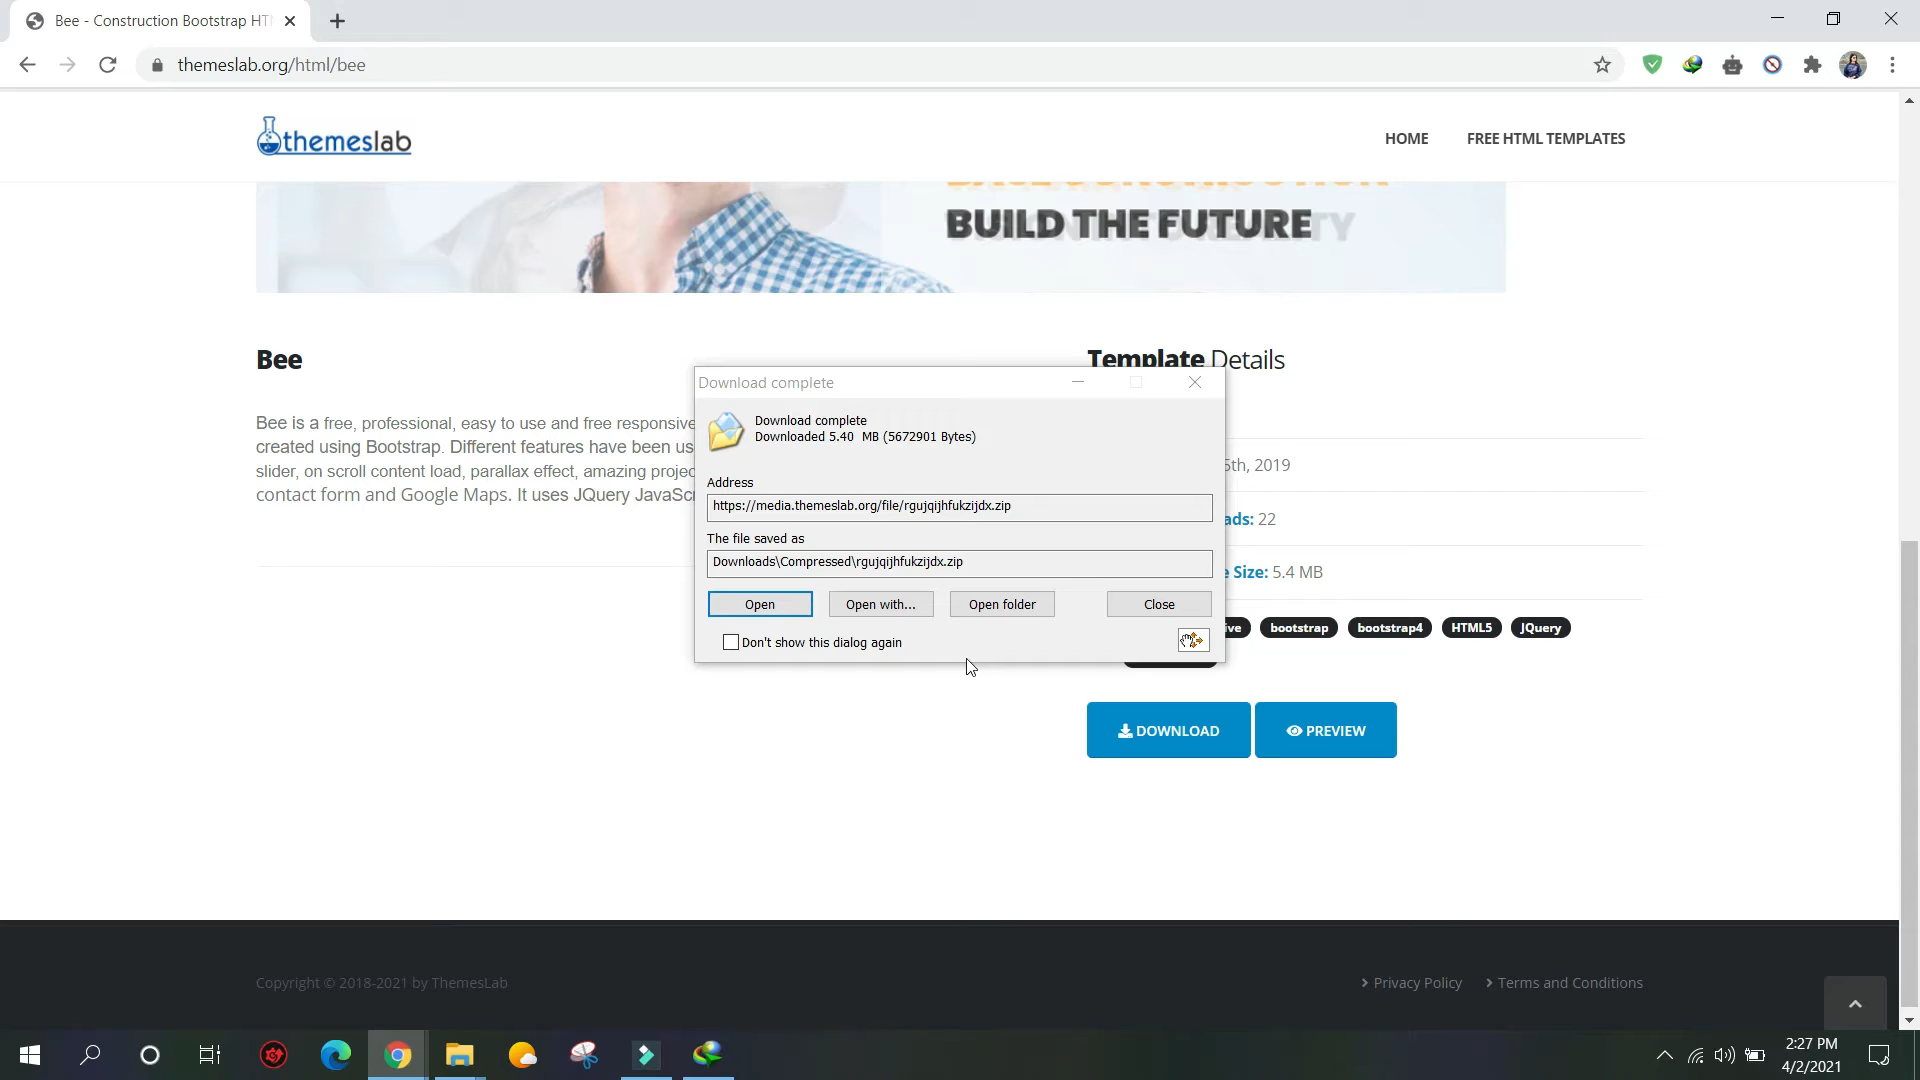 Bee - Construction Bootstrap HT
themeslab.org/html/bee
themeslab
HOME
FREE HTML TEMPLATES
BUILD THE FUTURE
Bee
Template Details
Bee is a free, professional, easy to use and free responsive
created using Bootstrap. Different features have been us
slider, on scroll content load, parallax effect, amazing projec
contact form and Google Maps. It uses JQuery JavaScr
5th, 2019
ads: 22
e Size: 5.4 MB
ive
bootstrap
bootstrap4
HTML5
JQuery
Download complete
Download complete
Downloaded 5.40 MB (5672901 Bytes)
Address
https://media.themeslab.org/file/rgujqijhfukzijdx.zip
The file saved as
Downloads\Compressed\rgujqijhfukzijdx.zip
Open
Open with...
Open folder
Close
Don't show this dialog again
DOWNLOAD
PREVIEW
Copyright © 2018-2021 by ThemesLab
Privacy Policy
Terms and Conditions
2:27 PM
4/2/2021